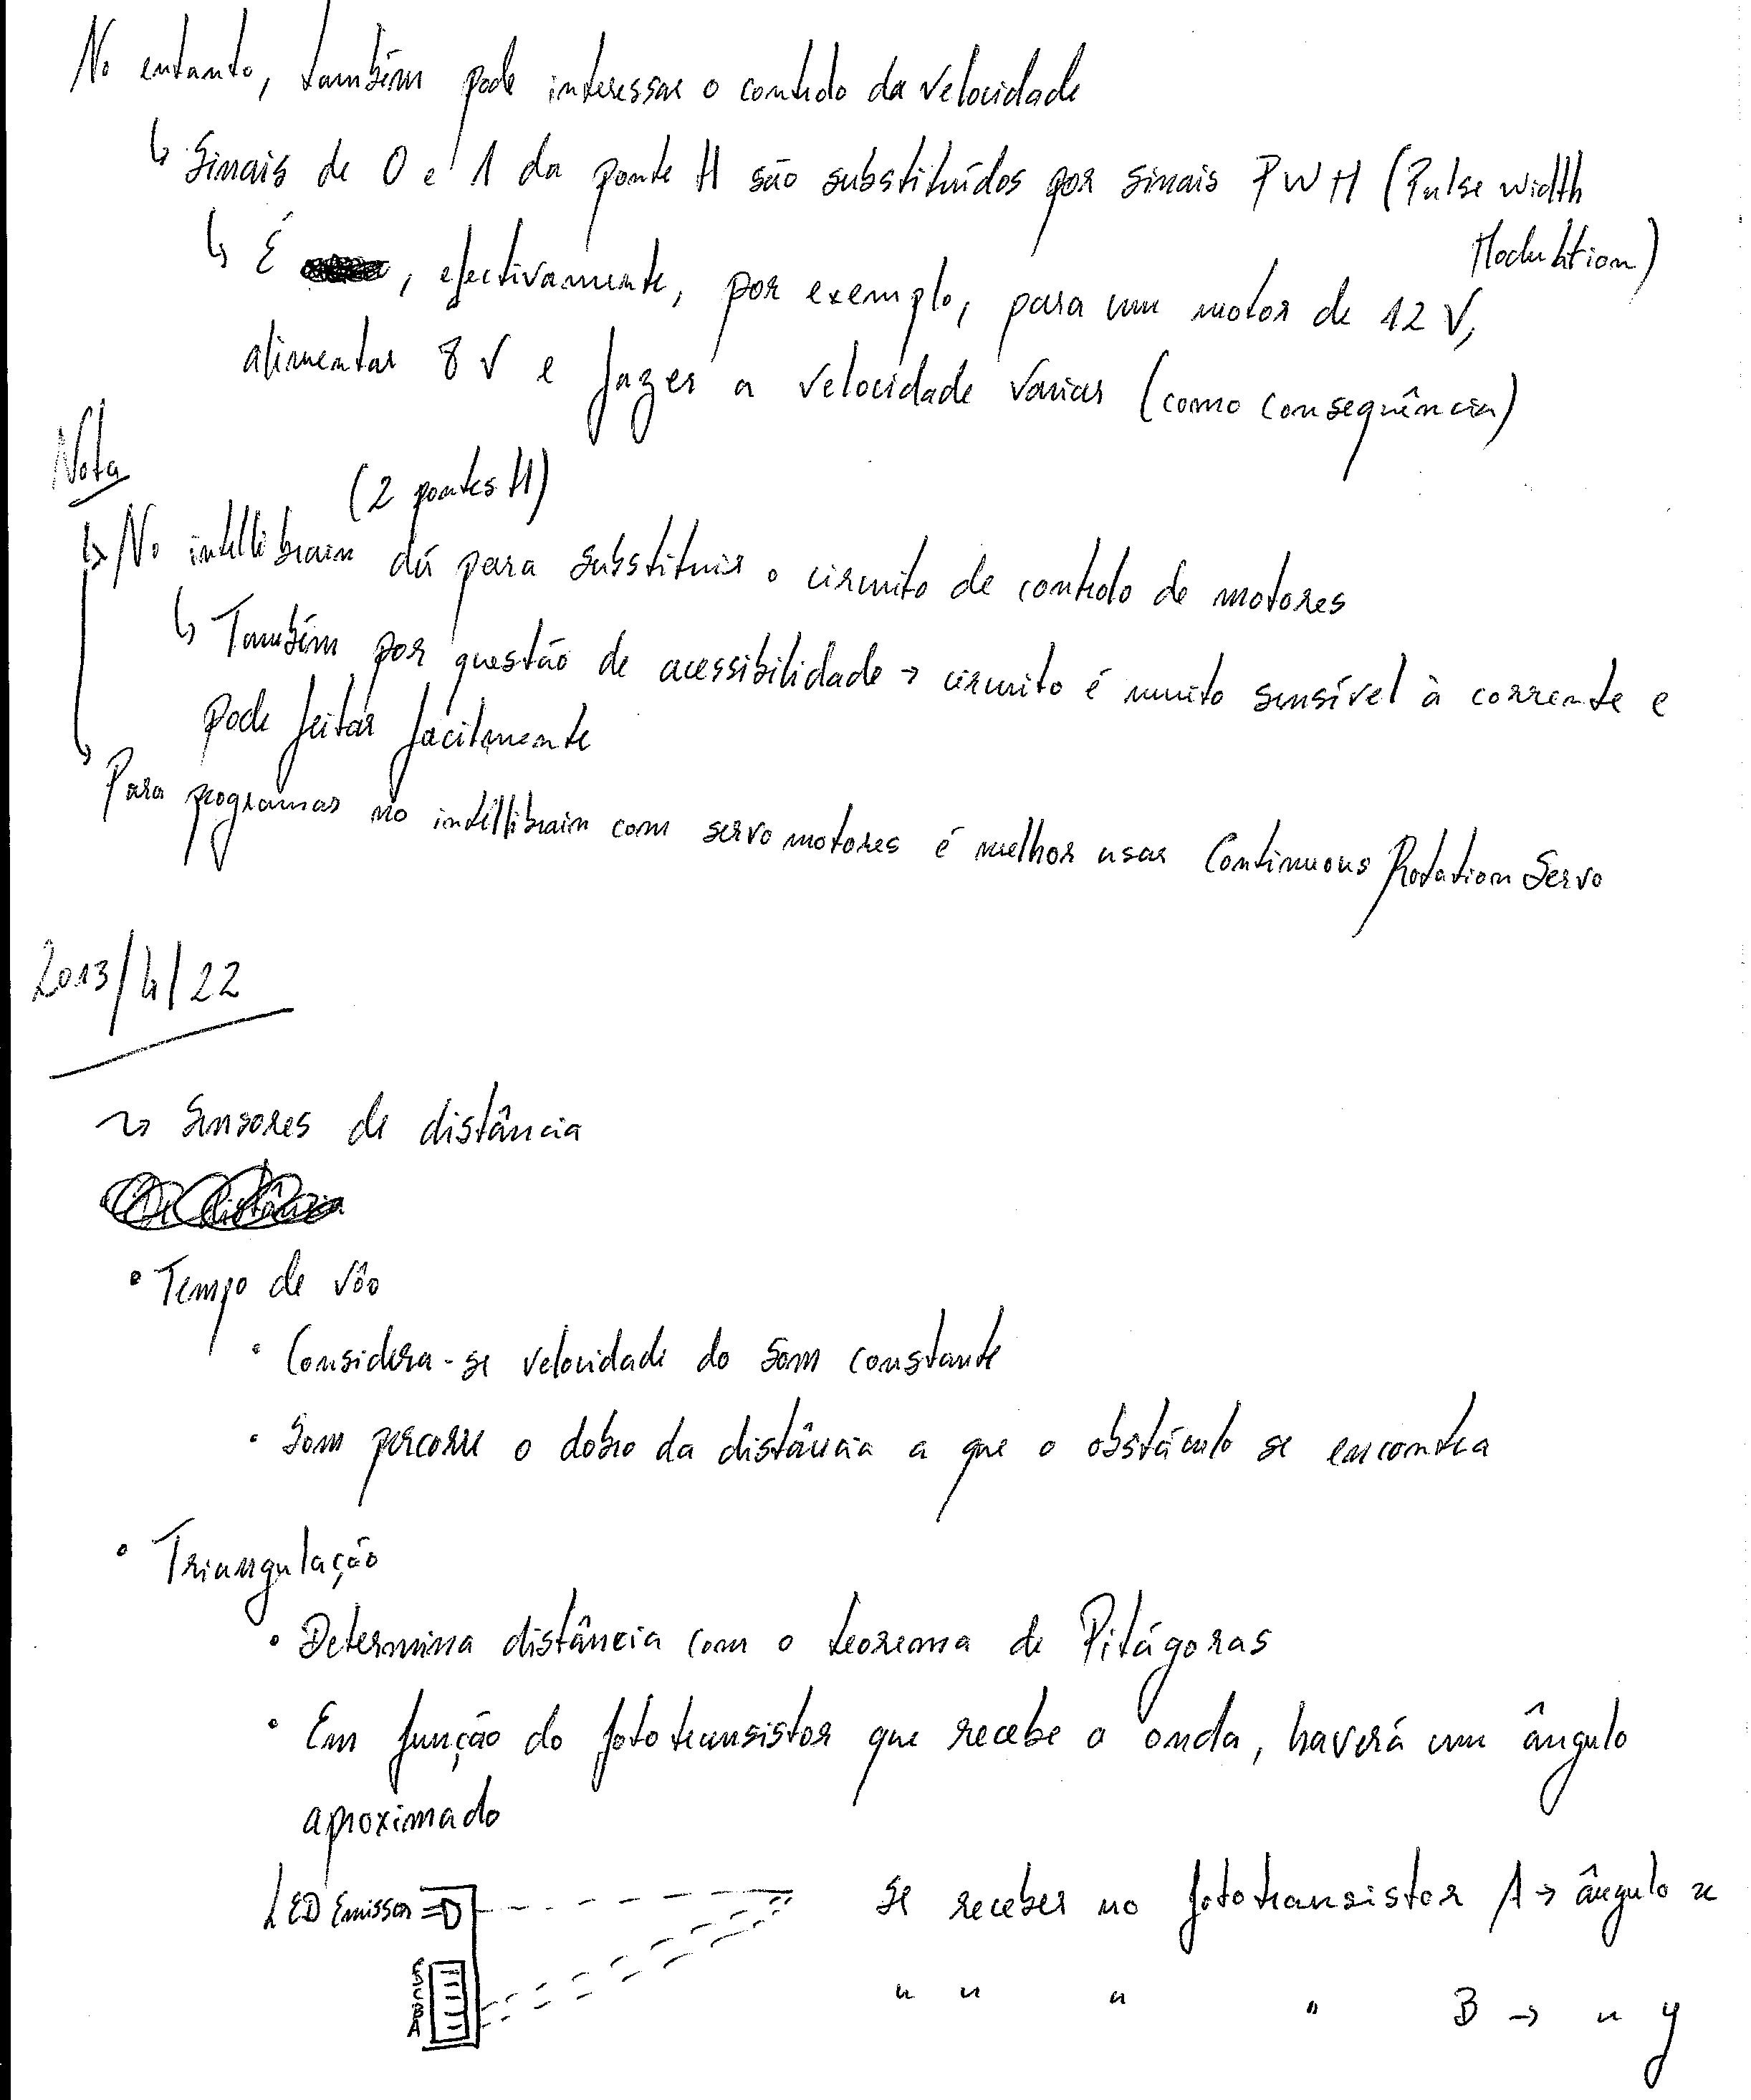 No entanto, também pode interessar o controlo da velocidade
↳ Sinais de 0 e 1 da ponte H são substituídos por sinais PWM (Pulse Width
Modulation)
↳ É , efectivamente, por exemplo, para um motor de 12 V,
alimentar 8 V e fazer a velocidade variar (como consequência)
Nota
(2 pontes H)
↳ No intellibrain dá para substituir o circuito de controlo de motores
↳ Também por questão de acessibilidade → circuito é muito sensível à corrente e
pode fritar facilmente
Para programar no intellibrain com servo motores é melhor usar Continuous Rotation Servo
2013/4/22
→ Sensores de distância
• Tempo de vôo
• Considera-se velocidade do som constante
• Som percorre o dobro da distância a que o obstáculo se encontra
• Triangulação
• Determina distância com o teorema de Pitágoras
• Em função do fototransistor que recebe a onda, haverá um ângulo
aproximado
LED Emissor
Se receber no fototransistor A → ângulo x
E
D
C
B
A
" " " " B → " y